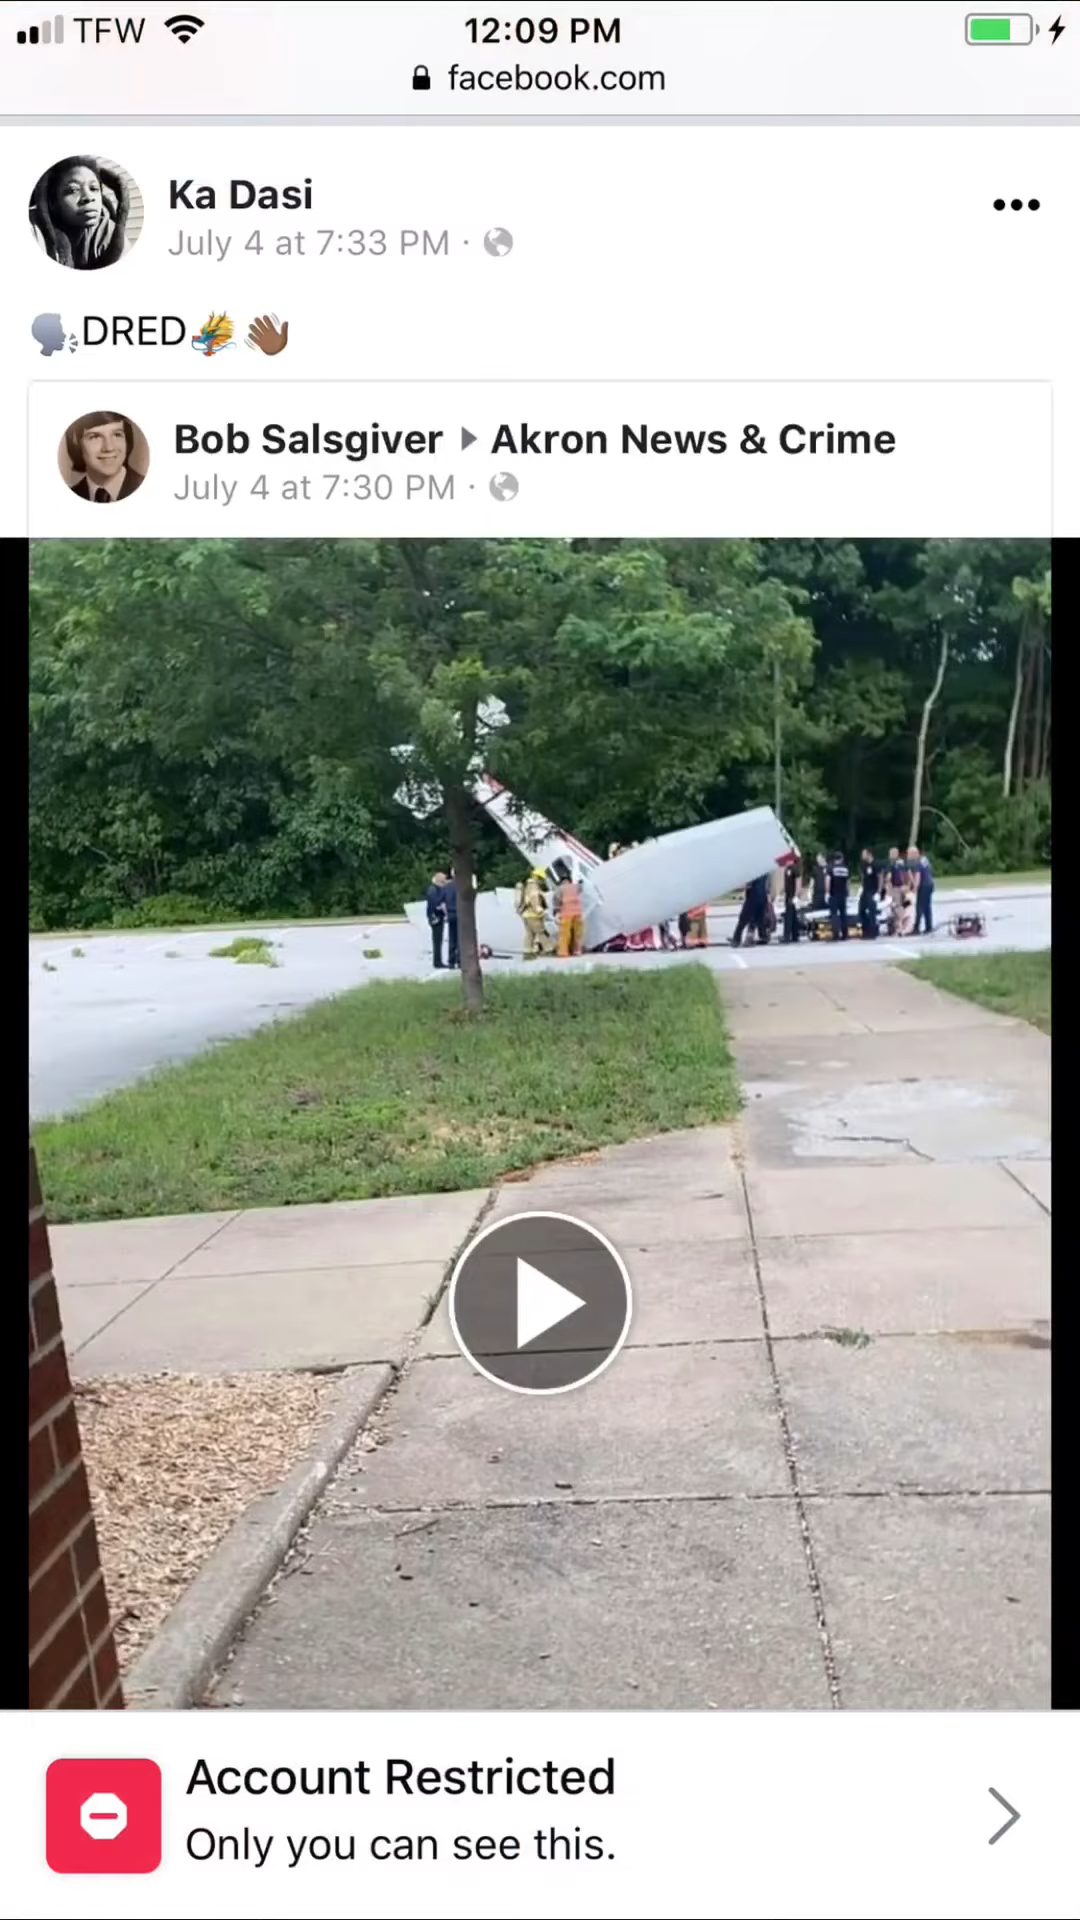 TFW 12:09 PM
facebook.com
Ka Dasi
July 4 at 7:33 PM ·
🗣DRED🐉👋🏾
Bob Salsgiver ▸ Akron News & Crime
July 4 at 7:30 PM ·
Account Restricted
Only you can see this.